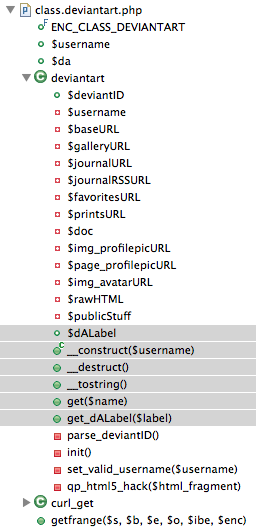 class.deviantart.php
F ENC_CLASS_DEVIANTART
$username
$da
C deviantart
$deviantID
$username
$baseURL
$galleryURL
$journalURL
$journalRSSURL
$favoritesURL
$printsURL
$doc
$img_profilepicURL
$page_profilepicURL
$img_avatarURL
$rawHTML
$publicStuff
$dALabel
C __construct($username)
__destruct()
__tostring()
get($name)
get_dALabel($label)
parse_deviantID()
init()
set_valid_username($username)
qp_html5_hack($html_fragment)
C curl_get
getfrange($s, $b, $e, $o, $ibe, $enc)